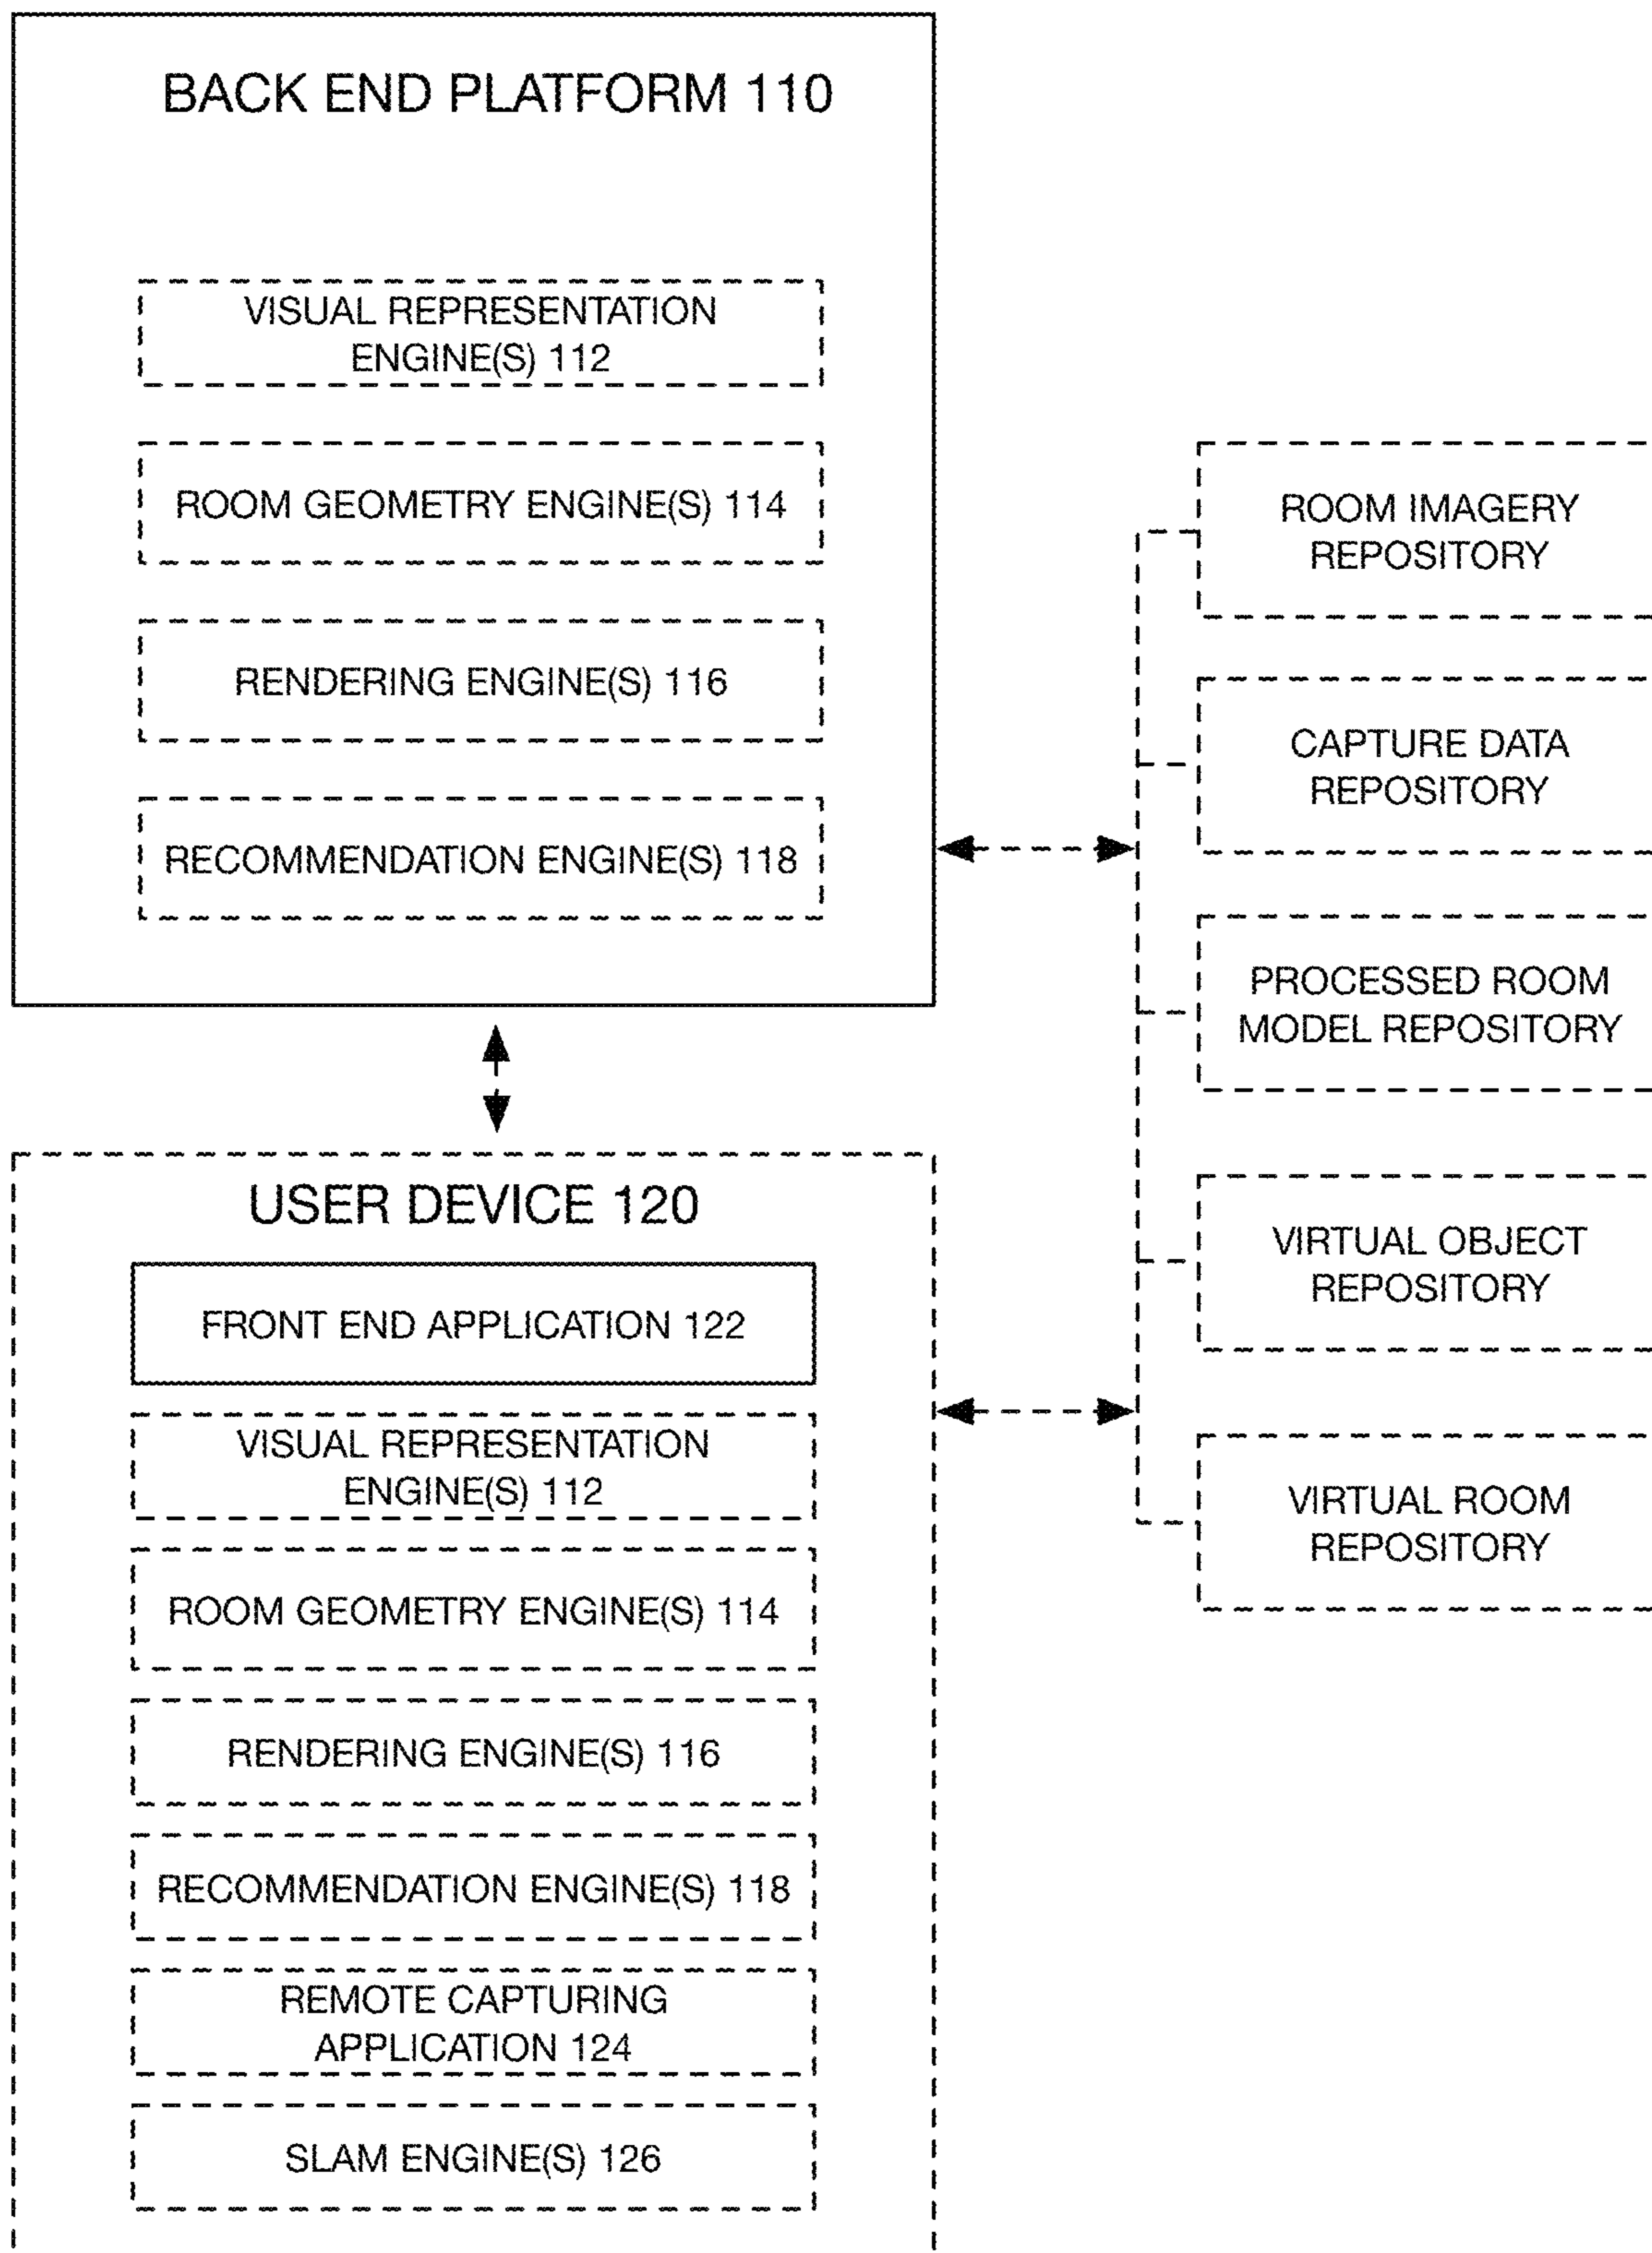 BACK END PLATFORM 110
VISUAL REPRESENTATION
ENGINE(S) 112
ROOM GEOMETRY ENGINE(S) 114
RENDERING ENGINE(S) 116
RECOMMENDATION ENGINE(S) 118
USER DEVICE 120
FRONT END APPLICATION 122
VISUAL REPRESENTATION
ENGINE(S) 112
ROOM GEOMETRY ENGINE(S) 114
RENDERING ENGINE(S) 116
RECOMMENDATION ENGINE(S) 118
REMOTE CAPTURING
APPLICATION 124
SLAM ENGINE(S) 126
ROOM IMAGERY
REPOSITORY
CAPTURE DATA
REPOSITORY
PROCESSED ROOM
MODEL REPOSITORY
VIRTUAL OBJECT
REPOSITORY
VIRTUAL ROOM
REPOSITORY